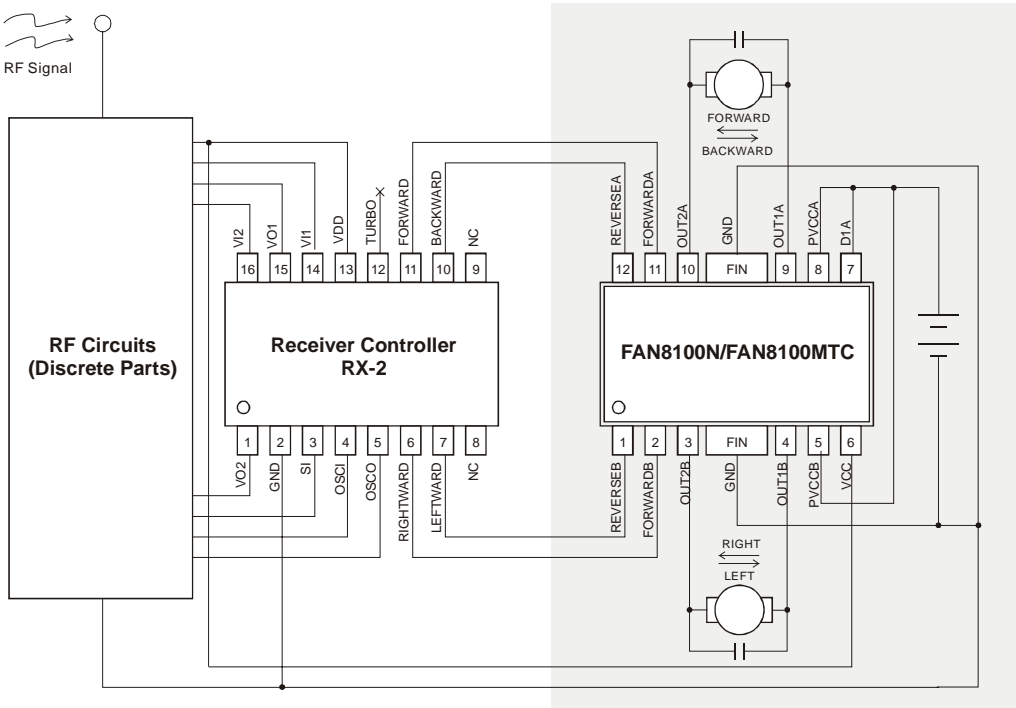 RF Signal
FORWARD
BACKWARD
VI2
VO1
VI1
VDD
TURBO
FORWARD
BACKWARD
NC
REVERSEA
FORWARDA
OUT2A
GND
OUT1A
PVCCA
D1A
16
15
14
13
12
11
10
9
12
11
10
FIN
9
8
7
RF Circuits
(Discrete Parts)
Receiver Controller
RX-2
FAN8100N/FAN8100MTC
1
2
3
4
5
6
7
8
1
2
3
FIN
4
5
6
VO2
GND
SI
OSCI
OSCO
RIGHTWARD
LEFTWARD
NC
REVERSEB
FORWARDB
OUT2B
GND
OUT1B
PVCCB
VCC
RIGHT
LEFT